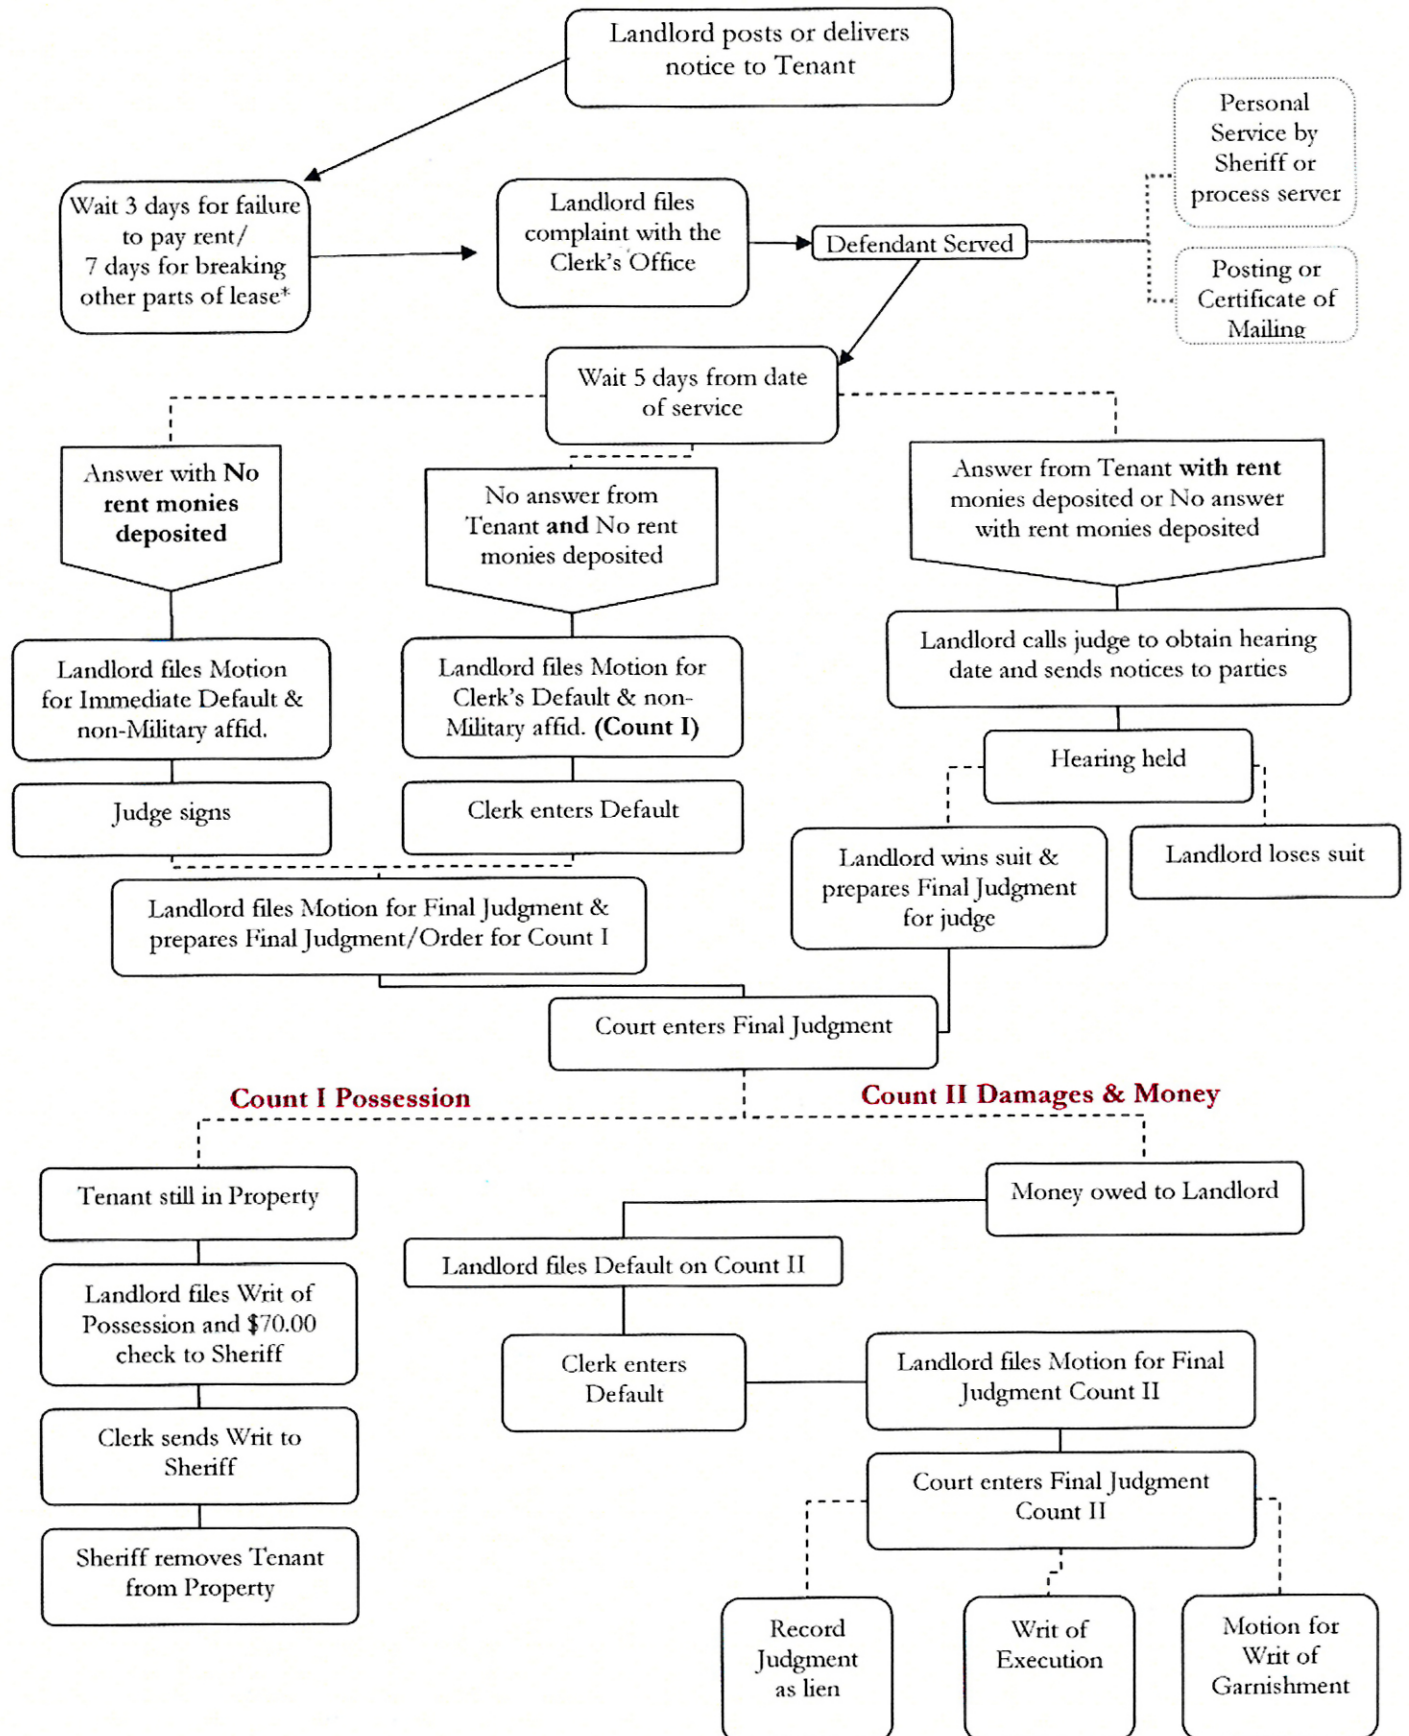 Landlord posts or delivers
notice to Tenant
Personal
Service by
Sheriff or
process server
Wait 3 days for failure
to pay rent/
7 days for breaking
other parts of lease*
Landlord files
complaint with the
Clerk's Office
Defendant Served
Posting or
Certificate of
Mailing
Wait 5 days from date
of service
Answer with No
rent monies
deposited
No answer from
Tenant and No rent
monies deposited
Answer from Tenant with rent
monies deposited or No answer
with rent monies deposited
Landlord files Motion
for Immediate Default &
non-Military affid.
Landlord files Motion for
Clerk's Default & non-
Military affid. (Count I)
Landlord calls judge to obtain hearing
date and sends notices to parties
Hearing held
Judge signs
Clerk enters Default
Landlord wins suit &
prepares Final Judgment
for judge
Landlord loses suit
Landlord files Motion for Final Judgment &
prepares Final Judgment/Order for Count I
Court enters Final Judgment
Count I Possession
Count II Damages & Money
Tenant still in Property
Money owed to Landlord
Landlord files Default on Count II
Landlord files Writ of
Possession and $70.00
check to Sheriff
Clerk enters
Default
Landlord files Motion for Final
Judgment Count II
Clerk sends Writ to
Sheriff
Court enters Final Judgment
Count II
Sheriff removes Tenant
from Property
Record
Judgment
as lien
Writ of
Execution
Motion for
Writ of
Garnishment